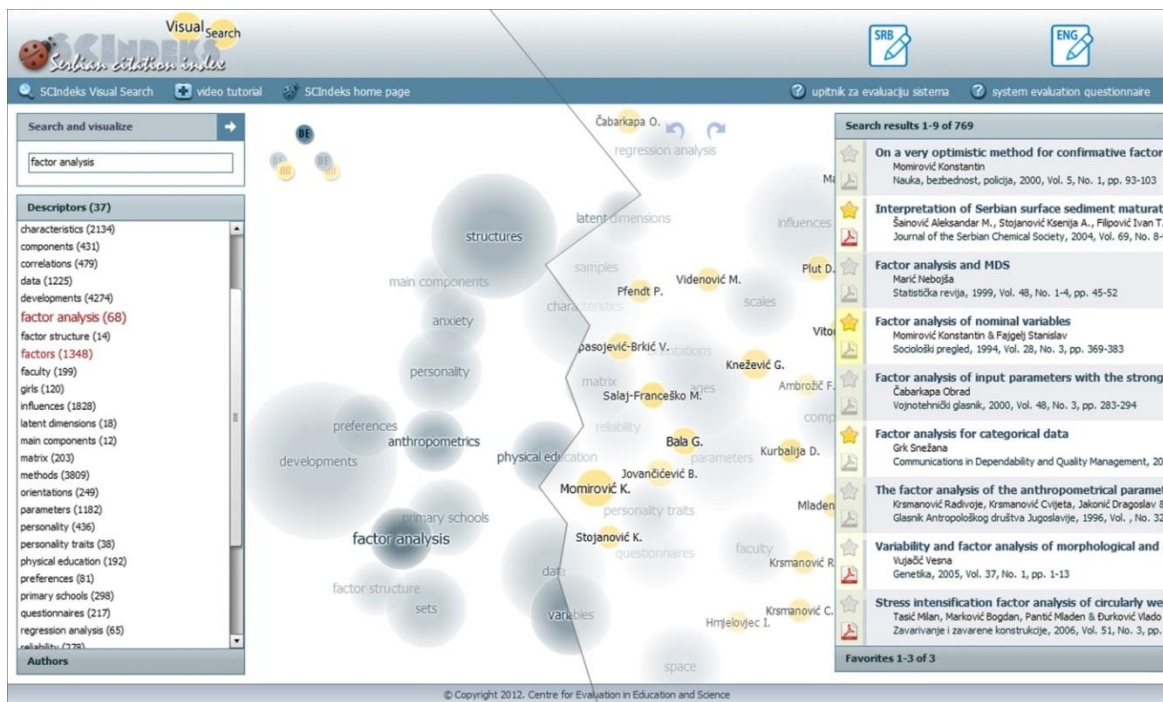 Visual Search
SCIndeks
Serbian citation index
SRB
ENG
SCIndeks Visual Search
video tutorial
SCIndeks home page
upitnik za evaluaciju sistema
system evaluation questionnaire
Search and visualize
factor analysis
Descriptors (37)
characteristics (2134)
components (431)
correlations (479)
data (1225)
developments (4274)
factor analysis (68)
factor structure (14)
factors (1348)
faculty (199)
girls (120)
influences (1828)
latent dimensions (18)
main components (12)
matrix (203)
methods (3809)
orientations (249)
parameters (1182)
personality (436)
personality traits (38)
physical education (192)
preferences (81)
primary schools (298)
questionnaires (217)
regression analysis (65)
reliability (278)
Authors
DE
DE
DE
AU
AU
Čabarkapa O.
regression analysis
latent dimensions
influences
structures
samples
Videnović M.
Plut D.
main components
Pfendt P.
characteristics
scales
anxiety
pasojević-Brkić V.
orientations
personality
Knežević G.
matrix
Salaj-Franceško M.
ages
Ambrožič F.
preferences
reliability
anthropometrics
Bala G.
physical education
parameters
Kurbalija D.
developments
Jovančićević B.
Momirović K.
primary schools
personality traits
factor analysis
Stojanović K.
questionnaires
faculty
Krsmanović R
data
factor structure
sets
variables
Krsmanović C.
Hmjelovjec I.
space
Search results 1-9 of 769
On a very optimistic method for confirmative factor
Momirović Konstantin
Nauka, bezbednost, policija, 2000, Vol. 5, No. 1, pp. 93-103
Interpretation of Serbian surface sediment maturat
Šainović Aleksandar M., Stojanović Ksenija A., Filipović Ivan T.
Journal of the Serbian Chemical Society, 2004, Vol. 69, No. 8-
Factor analysis and MDS
Marić Nebojša
Statistička revija, 1999, Vol. 48, No. 1-4, pp. 45-52
Factor analysis of nominal variables
Momirović Konstantin & Fajgelj Stanislav
Sociološki pregled, 1994, Vol. 28, No. 3, pp. 369-383
Factor analysis of input parameters with the strong
Čabarkapa Obrad
Vojnotehnički glasnik, 2000, Vol. 48, No. 3, pp. 283-294
Factor analysis for categorical data
Grk Snežana
Communications in Dependability and Quality Management, 20
The factor analysis of the anthropometrical paramet
Krsmanović Radivoje, Krsmanović Cvijeta, Jakonić Dragoslav &
Glasnik Antropološkog društva Jugoslavije, 1996, Vol. , No. 32
Variability and factor analysis of morphological and
Vujačić Vesna
Genetika, 2005, Vol. 37, No. 1, pp. 1-13
Stress intensification factor analysis of circularly we
Tasić Milan, Marković Bogdan, Pantić Mladen & Đurković Vlado
Zavarivanje i zavarene konstrukcije, 2006, Vol. 51, No. 3, pp.
Favorites 1-3 of 3
© Copyright 2012. Centre for Evaluation in Education and Science